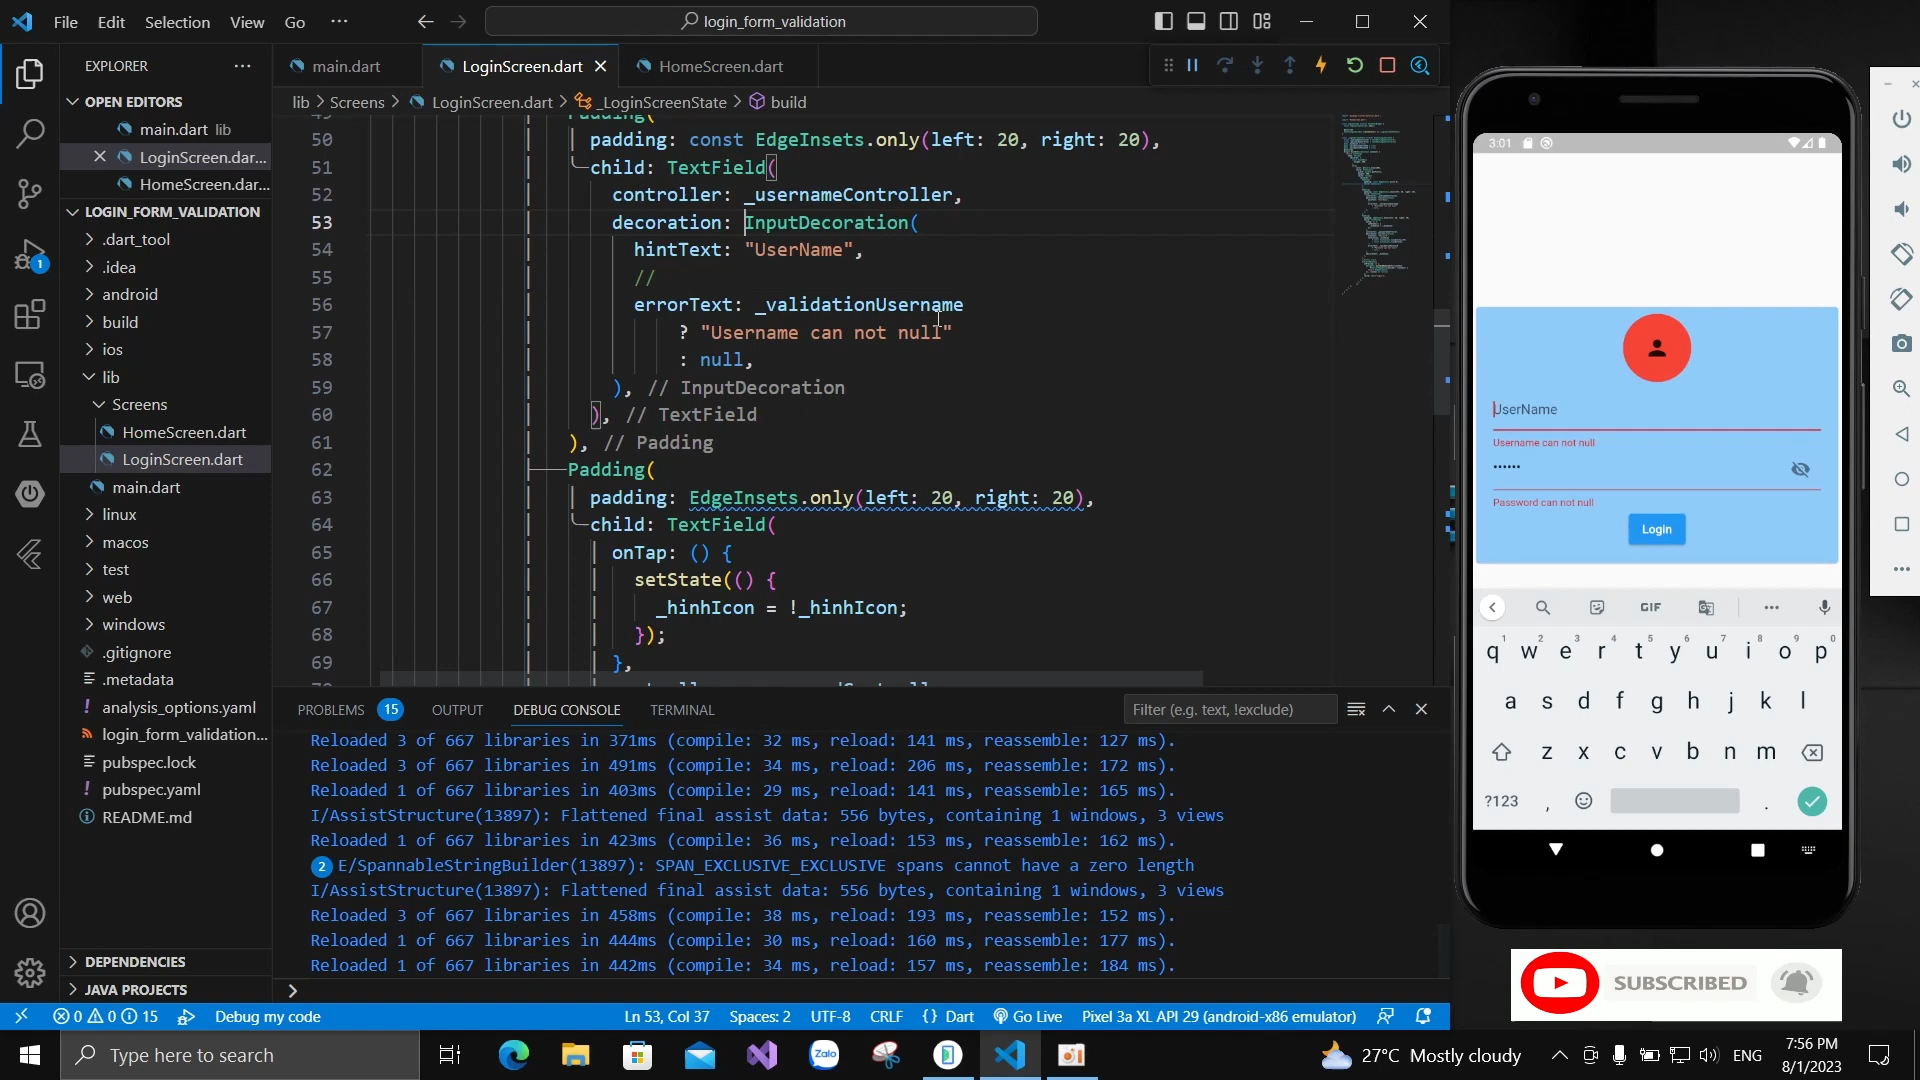 File Edit Selection View Go ···
login_form_validation
EXPLORER
OPEN EDITORS
main.dart lib
LoginScreen.dar...
HomeScreen.dar...
LOGIN_FORM_VALIDATION
.dart_tool
.idea
android
build
ios
lib
Screens
HomeScreen.dart
LoginScreen.dart
main.dart
linux
macos
test
web
windows
.gitignore
.metadata
analysis_options.yaml
login_form_validation...
pubspec.lock
pubspec.yaml
README.md
DEPENDENCIES
JAVA PROJECTS
1
main.dart LoginScreen.dart HomeScreen.dart
lib > Screens > LoginScreen.dart > _LoginScreenState > build
50 padding: const EdgeInsets.only(left: 20, right: 20),
51 child: TextField(
52 controller: _usernameController,
53 decoration: InputDecoration(
54 hintText: "UserName",
55 //
56 errorText: _validationUsername
57 ? "Username can not null"
58 : null,
59 ), // InputDecoration
60 ), // TextField
61 ), // Padding
62 Padding(
63 padding: EdgeInsets.only(left: 20, right: 20),
64 child: TextField(
65 onTap: () {
66 setState(() {
67 _hinhIcon = !_hinhIcon;
68 });
69 },
PROBLEMS 15 OUTPUT DEBUG CONSOLE TERMINAL Filter (e.g. text, !exclude)
Reloaded 3 of 667 libraries in 371ms (compile: 32 ms, reload: 141 ms, reassemble: 127 ms).
Reloaded 3 of 667 libraries in 491ms (compile: 34 ms, reload: 206 ms, reassemble: 172 ms).
Reloaded 1 of 667 libraries in 403ms (compile: 29 ms, reload: 141 ms, reassemble: 165 ms).
I/AssistStructure(13897): Flattened final assist data: 556 bytes, containing 1 windows, 3 views
Reloaded 1 of 667 libraries in 423ms (compile: 36 ms, reload: 153 ms, reassemble: 162 ms).
2 E/SpannableStringBuilder(13897): SPAN_EXCLUSIVE_EXCLUSIVE spans cannot have a zero length
I/AssistStructure(13897): Flattened final assist data: 556 bytes, containing 1 windows, 3 views
Reloaded 3 of 667 libraries in 458ms (compile: 38 ms, reload: 193 ms, reassemble: 152 ms).
Reloaded 1 of 667 libraries in 444ms (compile: 30 ms, reload: 160 ms, reassemble: 177 ms).
Reloaded 1 of 667 libraries in 442ms (compile: 34 ms, reload: 157 ms, reassemble: 184 ms).
0 0 15 Debug my code Ln 53, Col 37 Spaces: 2 UTF-8 CRLF {} Dart Go Live Pixel 3a XL API 29 (android-x86 emulator)
3:01
UserName
Username can not null
••••••
Password can not null
Login
GIF
1 2 3 4 5 6 7 8 9 0
q w e r t y u i o p
a s d f g h j k l
z x c v b n m
?123 , .
SUBSCRIBED
Type here to search
Zalo
27°C Mostly cloudy
ENG
7:56 PM
8/1/2023